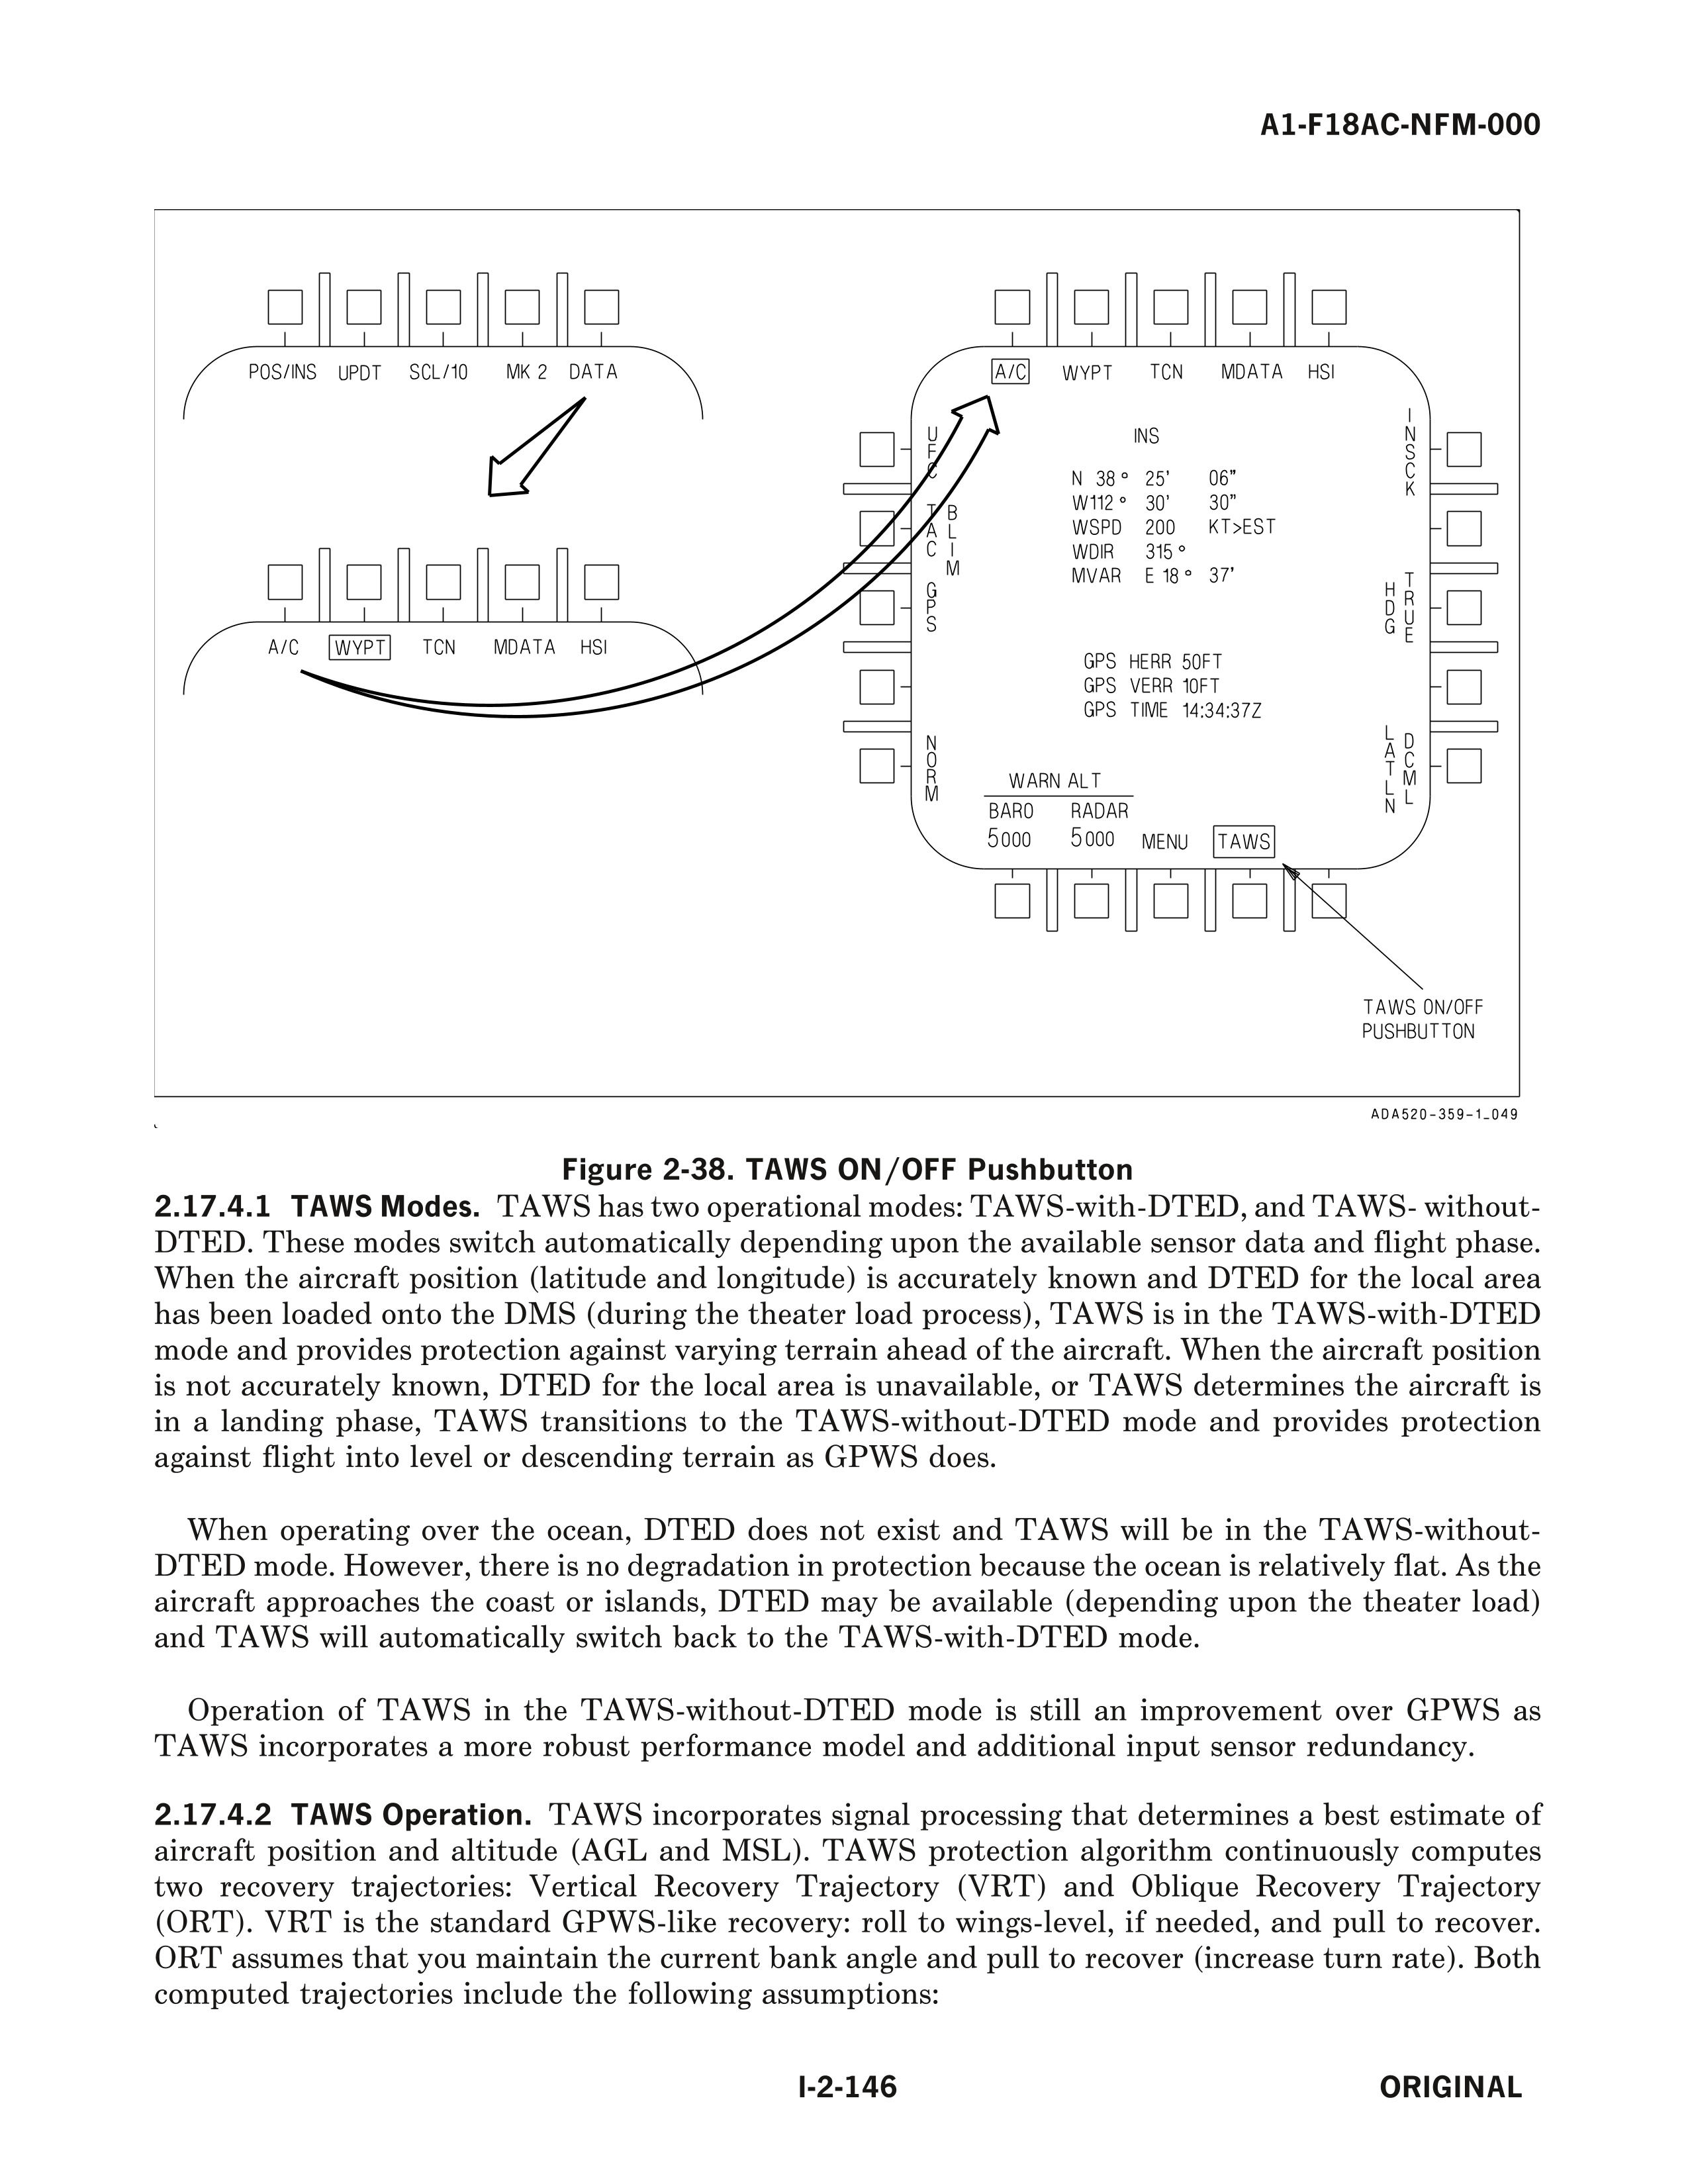 A1-F18AC-NFM-000
POS/INS UPDT SCL/10 MK 2 DATA
A/C WYPT TCN MDATA HSI
A/C WYPT TCN MDATA HSI
UFC
INSCK
INS
N 38° 25' 06”
W112° 30' 30”
WSPD 200 KT>EST
WDIR 315°
MVAR E 18° 37'
TAC
BLIM
GPS
HDG
TRUE
GPS HERR 50FT
GPS VERR 10FT
GPS TIME 14:34:37Z
NORM
LATLN
DCML
WARN ALT
BARO RADAR
5000 5000 MENU TAWS
TAWS ON/OFF
PUSHBUTTON
ADA520-359-1_049
Figure 2-38. TAWS ON/OFF Pushbutton
2.17.4.1 TAWS Modes. TAWS has two operational modes: TAWS-with-DTED, and TAWS- without-
DTED. These modes switch automatically depending upon the available sensor data and flight phase.
When the aircraft position (latitude and longitude) is accurately known and DTED for the local area
has been loaded onto the DMS (during the theater load process), TAWS is in the TAWS-with-DTED
mode and provides protection against varying terrain ahead of the aircraft. When the aircraft position
is not accurately known, DTED for the local area is unavailable, or TAWS determines the aircraft is
in a landing phase, TAWS transitions to the TAWS-without-DTED mode and provides protection
against flight into level or descending terrain as GPWS does.
When operating over the ocean, DTED does not exist and TAWS will be in the TAWS-without-
DTED mode. However, there is no degradation in protection because the ocean is relatively flat. As the
aircraft approaches the coast or islands, DTED may be available (depending upon the theater load)
and TAWS will automatically switch back to the TAWS-with-DTED mode.
Operation of TAWS in the TAWS-without-DTED mode is still an improvement over GPWS as
TAWS incorporates a more robust performance model and additional input sensor redundancy.
2.17.4.2 TAWS Operation. TAWS incorporates signal processing that determines a best estimate of
aircraft position and altitude (AGL and MSL). TAWS protection algorithm continuously computes
two recovery trajectories: Vertical Recovery Trajectory (VRT) and Oblique Recovery Trajectory
(ORT). VRT is the standard GPWS-like recovery: roll to wings-level, if needed, and pull to recover.
ORT assumes that you maintain the current bank angle and pull to recover (increase turn rate). Both
computed trajectories include the following assumptions:
I-2-146 ORIGINAL